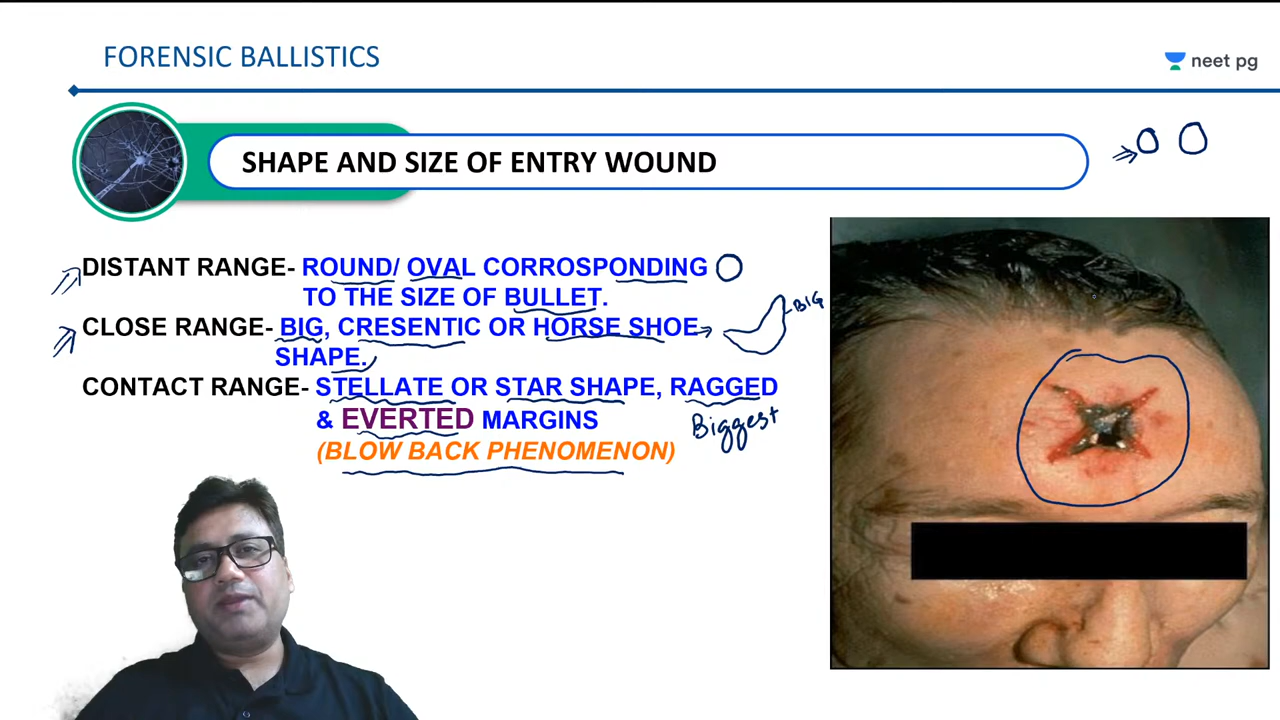 FORENSIC BALLISTICS
neet pg
SHAPE AND SIZE OF ENTRY WOUND
DISTANT RANGE- ROUND/ OVAL CORROSPONDING
TO THE SIZE OF BULLET.
CLOSE RANGE- BIG, CRESENTIC OR HORSE SHOE
BIG
SHAPE.
CONTACT RANGE- STELLATE OR STAR SHAPE, RAGGED
& EVERTED MARGINS
Biggest
(BLOW BACK PHENOMENON)